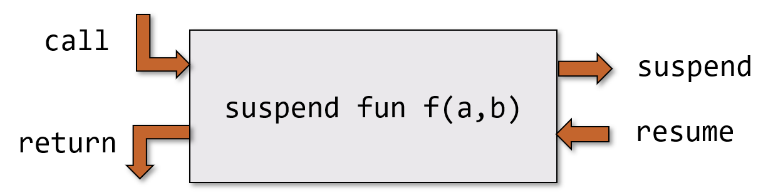 call
suspend
suspend fun f(a,b)
return
resume